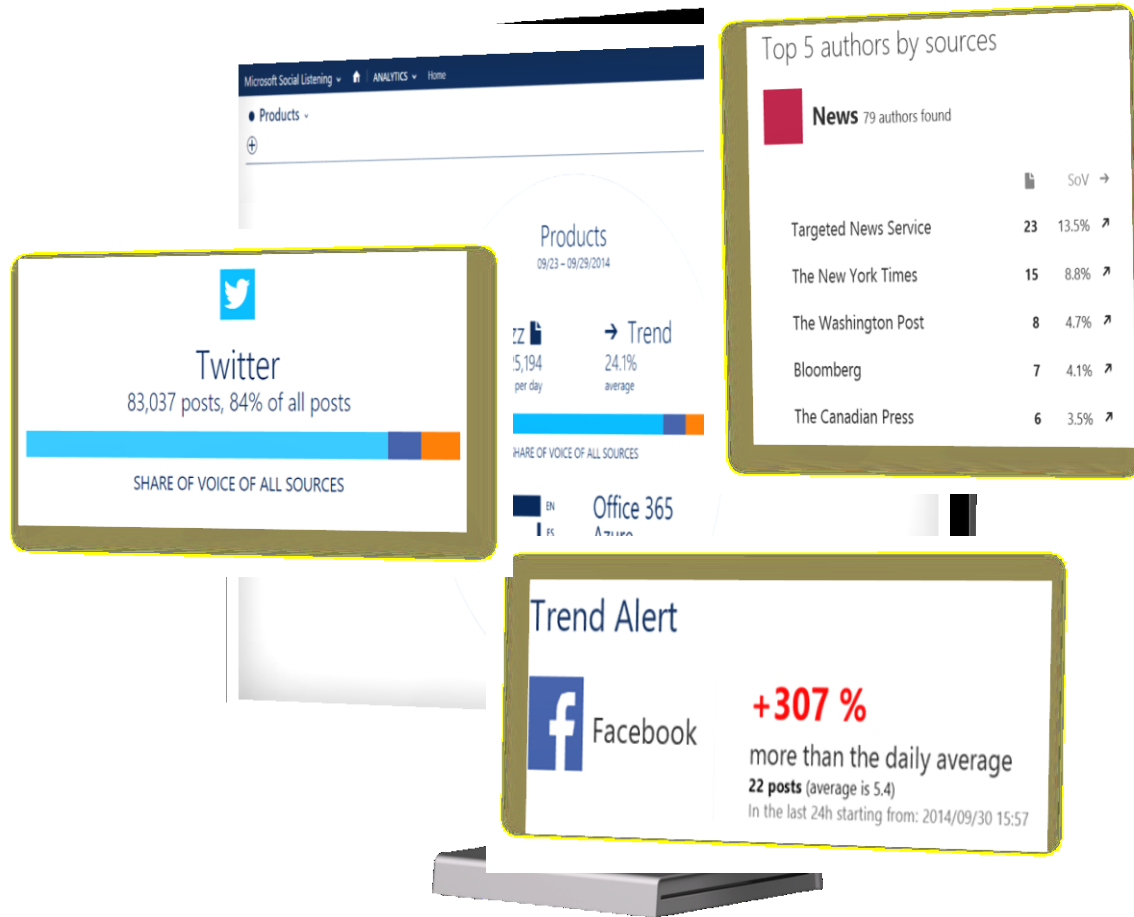 Microsoft Social Listening
ANALYTICS
Home
Products
Products
09/23 – 09/29/2014
5,194
per day
Trend
24.1%
average
SHARE OF VOICE OF ALL SOURCES
EN
Office 365
ES
Azure
Twitter
83,037 posts, 84% of all posts
SHARE OF VOICE OF ALL SOURCES
Top 5 authors by sources
News 79 authors found
SoV
Targeted News Service 23 13.5%
The New York Times 15 8.8%
The Washington Post 8 4.7%
Bloomberg 7 4.1%
The Canadian Press 6 3.5%
Trend Alert
Facebook
+307 %
more than the daily average
22 posts (average is 5.4)
In the last 24h starting from: 2014/09/30 15:57